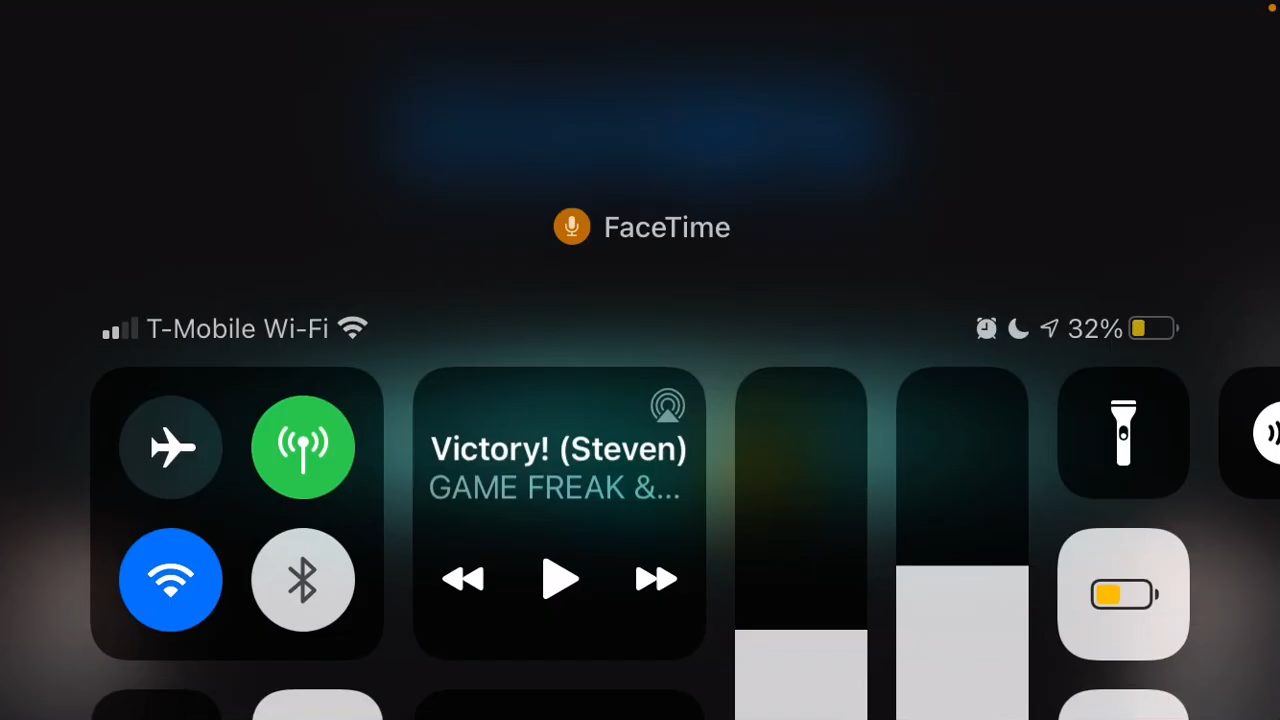 FaceTime
T-Mobile Wi-Fi
32%
Victory! (Steven)
GAME FREAK &...